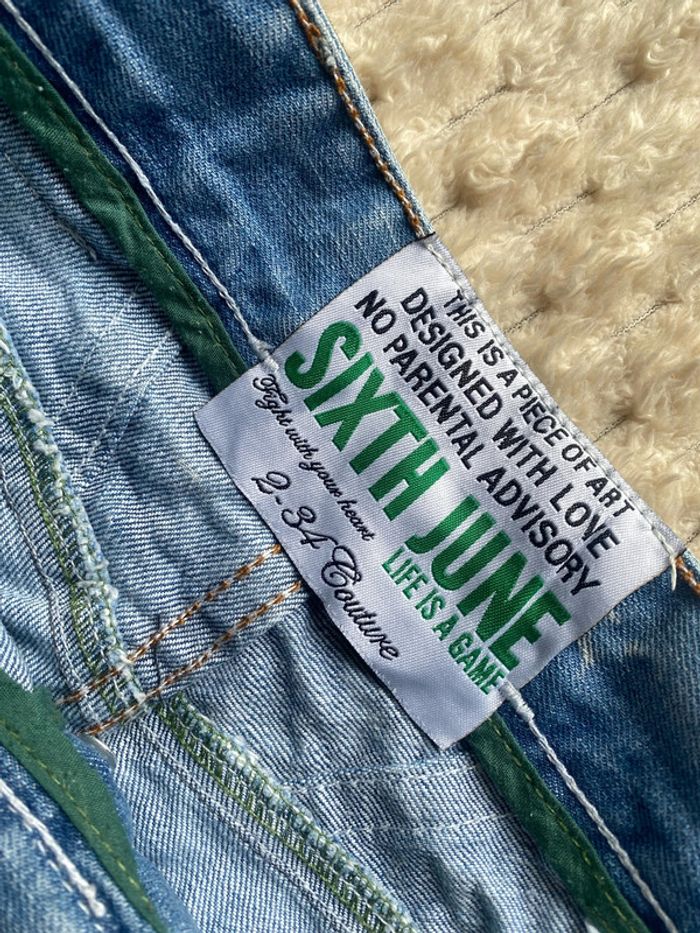 THIS IS A PIECE OF ART
DESIGNED WITH LOVE
NO PARENTAL ADVISORY
SIXTH JUNE
LIFE IS A GAME
Fight with your heart
2-34 Couture